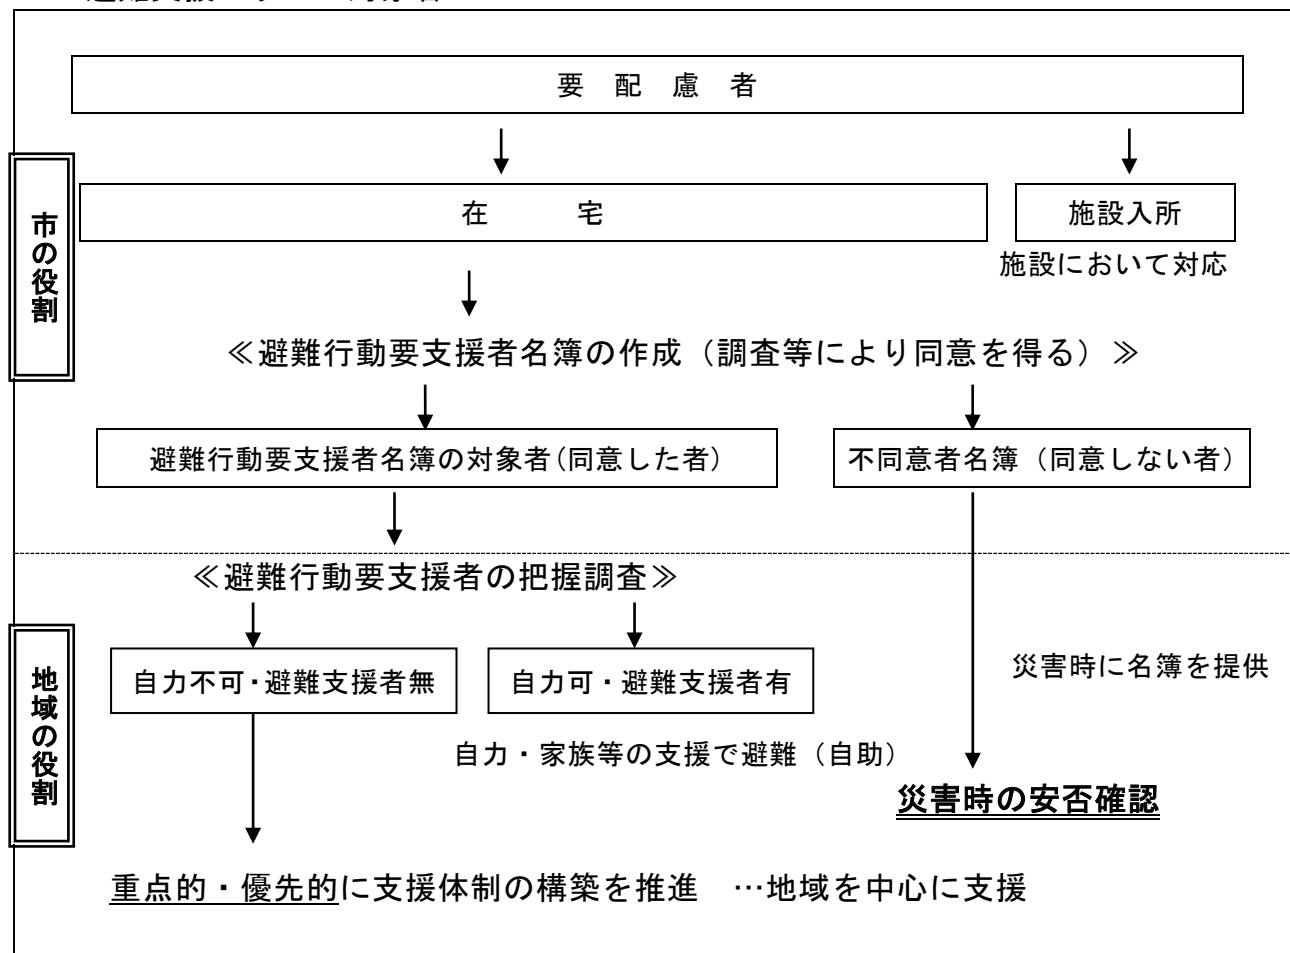 要　配　慮　者
在　　　宅
施設入所
施設において対応
市の役割
≪避難行動要支援者名簿の作成（調査等により同意を得る）≫
避難行動要支援者名簿の対象者(同意した者)
不同意者名簿（同意しない者）
≪避難行動要支援者の把握調査≫
自力不可・避難支援者無
自力可・避難支援者有
災害時に名簿を提供
地域の役割
自力・家族等の支援で避難（自助）
災害時の安否確認
重点的・優先的に支援体制の構築を推進　…地域を中心に支援